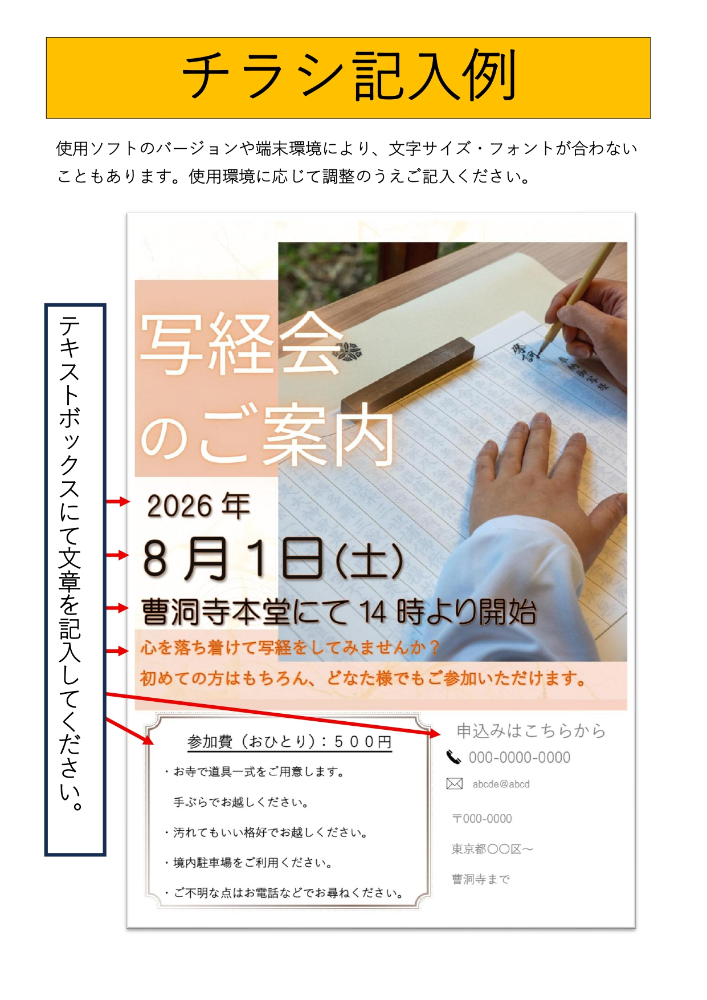 チラシ記入例
使用ソフトのバージョンや端末環境により、文字サイズ・フォントが合わない
こともあります。使用環境に応じて調整のうえご記入ください。
テキストボックスにて文章を記入してください。
写経会
のご案内
奉納御写経
2026年
8月1日(土)
曹洞寺本堂にて14時より開始
心を落ち着けて写経をしてみませんか？
初めての方はもちろん、どなた様でもご参加いただけます。
参加費（おひとり）：５００円
・お寺で道具一式をご用意します。
手ぶらでお越しください。
・汚れてもいい格好でお越しください。
・境内駐車場をご利用ください。
・ご不明な点はお電話などでお尋ねください。
申込みはこちらから
000-0000-0000
abcde@abcd
〒000-0000
東京都〇〇区～
曹洞寺まで